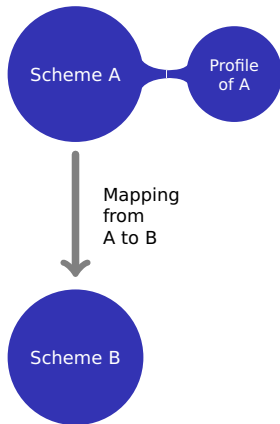 Scheme A
Profile
of A
Mapping
from
A to B
Scheme B